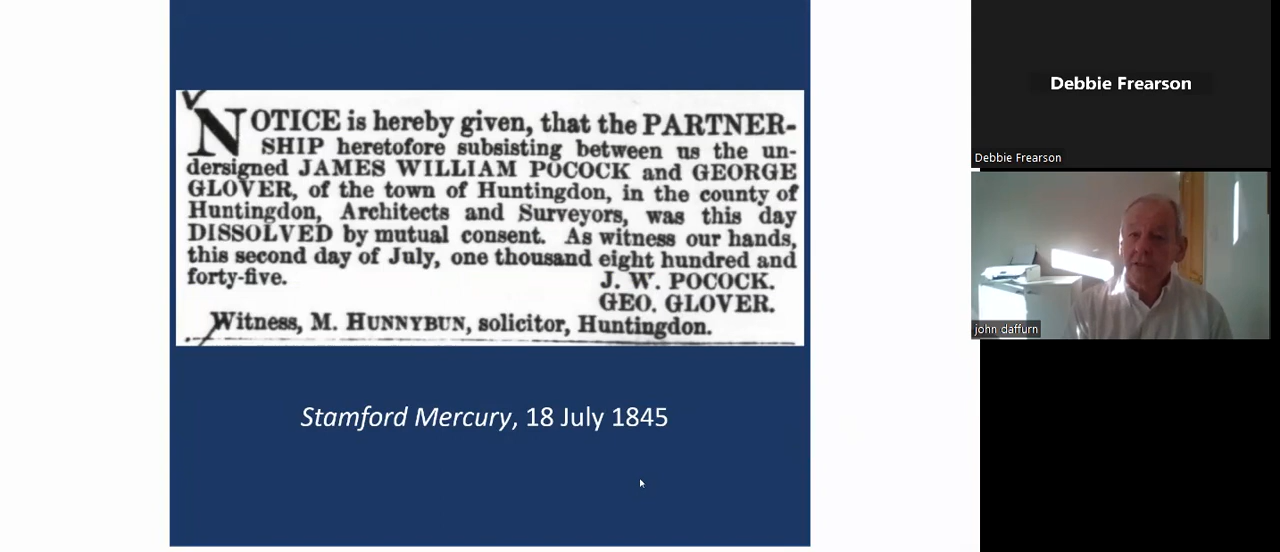 NOTICE is hereby given, that the PARTNER-
SHIP heretofore subsisting between us the un-
dersigned JAMES WILLIAM POCOCK and GEORGE
GLOVER, of the town of Huntingdon, in the county of
Huntingdon, Architects and Surveyors, was this day
DISSOLVED by mutual consent. As witness our hands,
this second day of July, one thousand eight hundred and
forty-five. J. W. POCOCK.
GEO. GLOVER.
Witness, M. HUNNYBUN, solicitor, Huntingdon.
Stamford Mercury, 18 July 1845
Debbie Frearson
Debbie Frearson
john daffurn